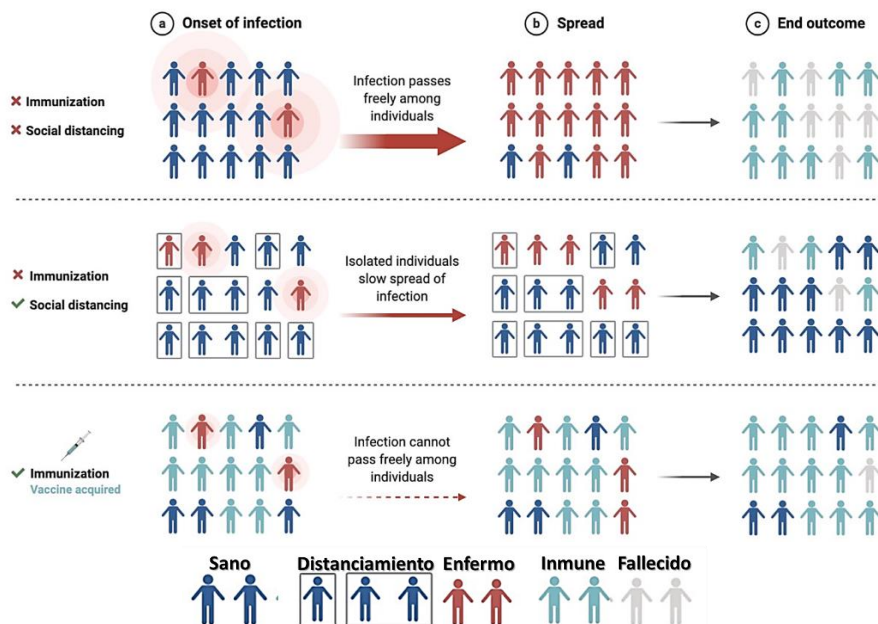 a Onset of infection
b Spread
c End outcome
Immunization
Social distancing
Infection passes
freely among
individuals
Immunization
Social distancing
Isolated individuals
slow spread of
infection
Immunization
Vaccine acquired
Infection cannot
pass freely among
individuals
Sano Distanciamiento Enfermo Inmune Fallecido